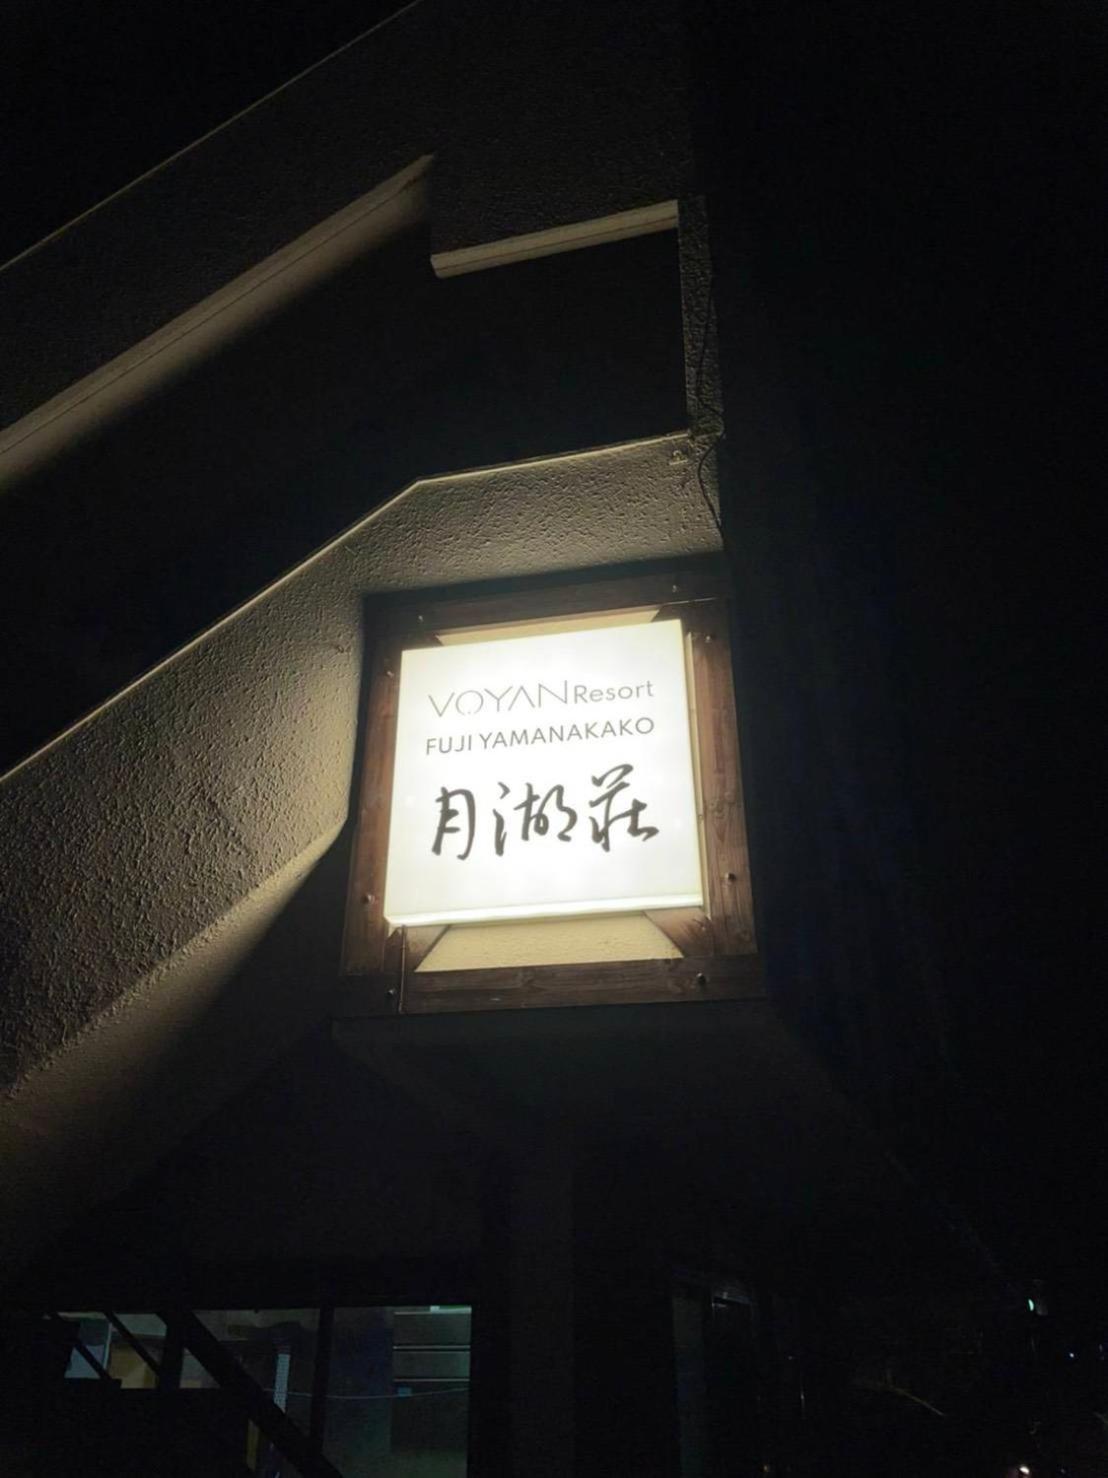 VOYAN Resort
FUJI YAMANAKAKO
月湖荘